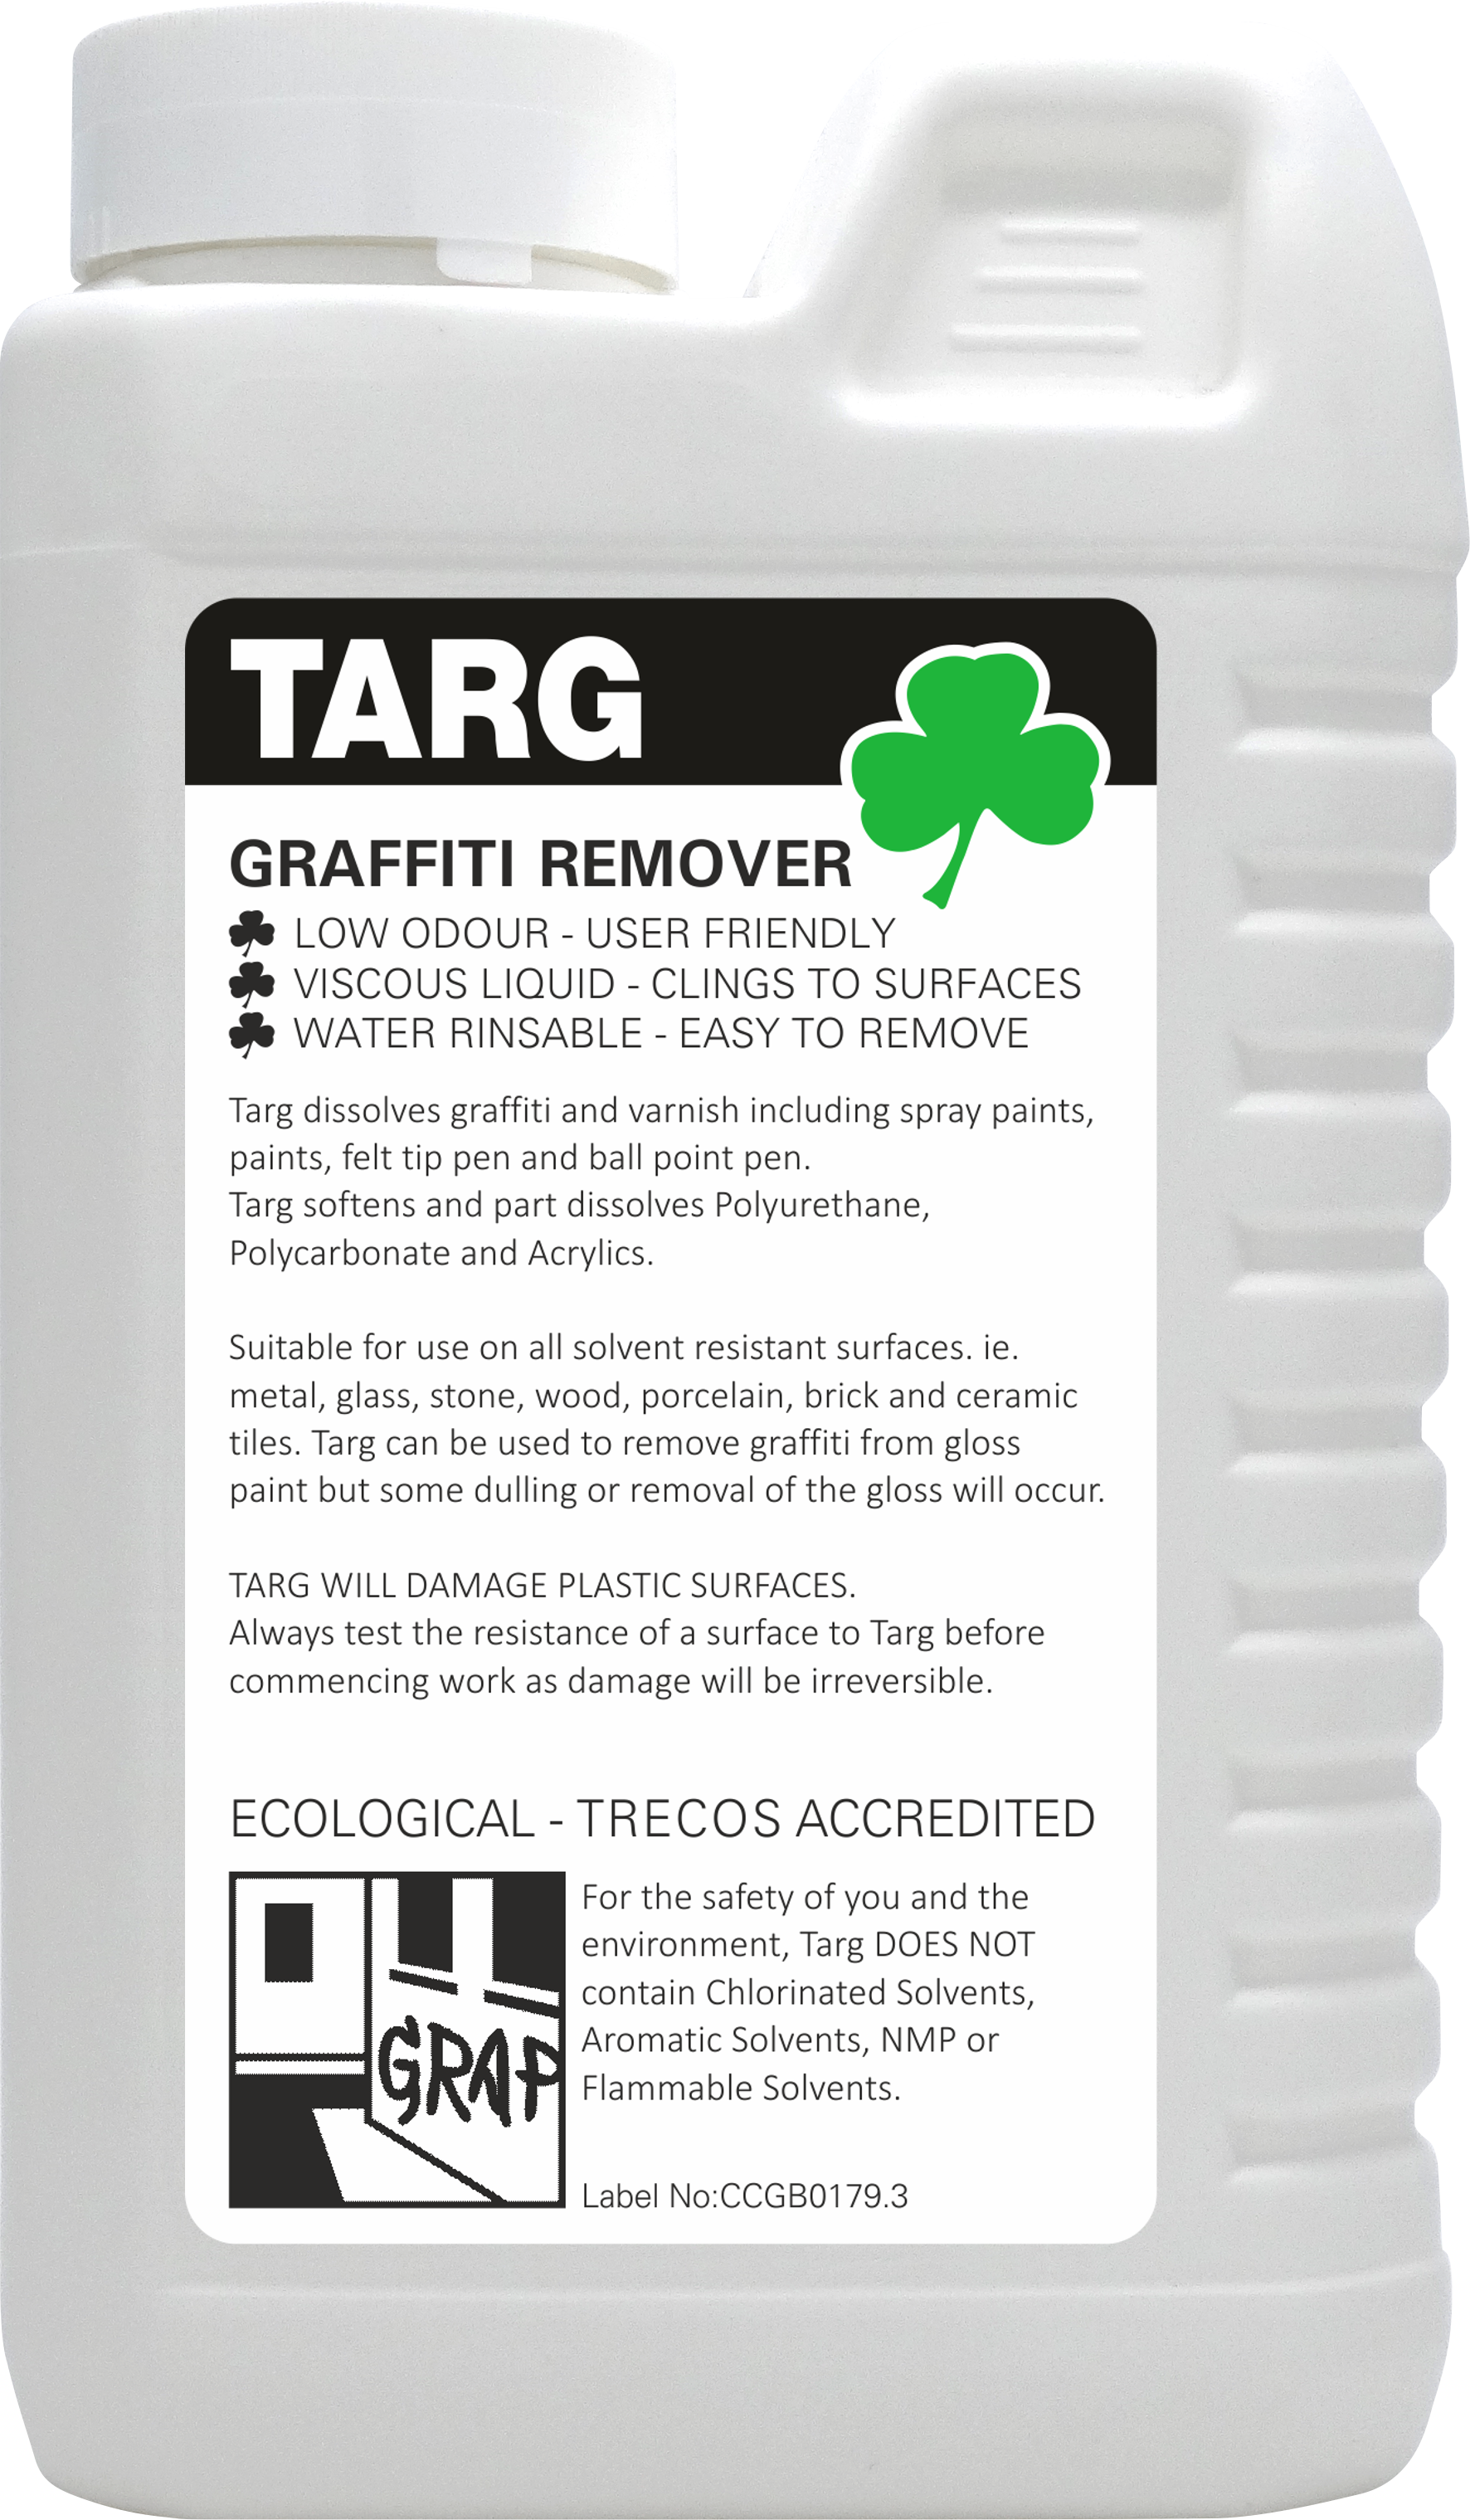 TARG
GRAFFITI REMOVER
LOW ODOUR - USER FRIENDLY
VISCOUS LIQUID - CLINGS TO SURFACES
WATER RINSABLE - EASY TO REMOVE
Targ dissolves graffiti and varnish including spray paints,
paints, felt tip pen and ball point pen.
Targ softens and part dissolves Polyurethane,
Polycarbonate and Acrylics.
Suitable for use on all solvent resistant surfaces. ie.
metal, glass, stone, wood, porcelain, brick and ceramic
tiles. Targ can be used to remove graffiti from gloss
paint but some dulling or removal of the gloss will occur.
TARG WILL DAMAGE PLASTIC SURFACES.
Always test the resistance of a surface to Targ before
commencing work as damage will be irreversible.
ECOLOGICAL - TRECOS ACCREDITED
GRAP
For the safety of you and the
environment, Targ DOES NOT
contain Chlorinated Solvents,
Aromatic Solvents, NMP or
Flammable Solvents.
Label No:CCGB0179.3